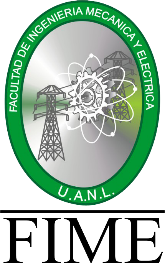 FACULTAD DE INGENIERIA MECANICA Y ELECTRICA
U.A.N.L.
FIME